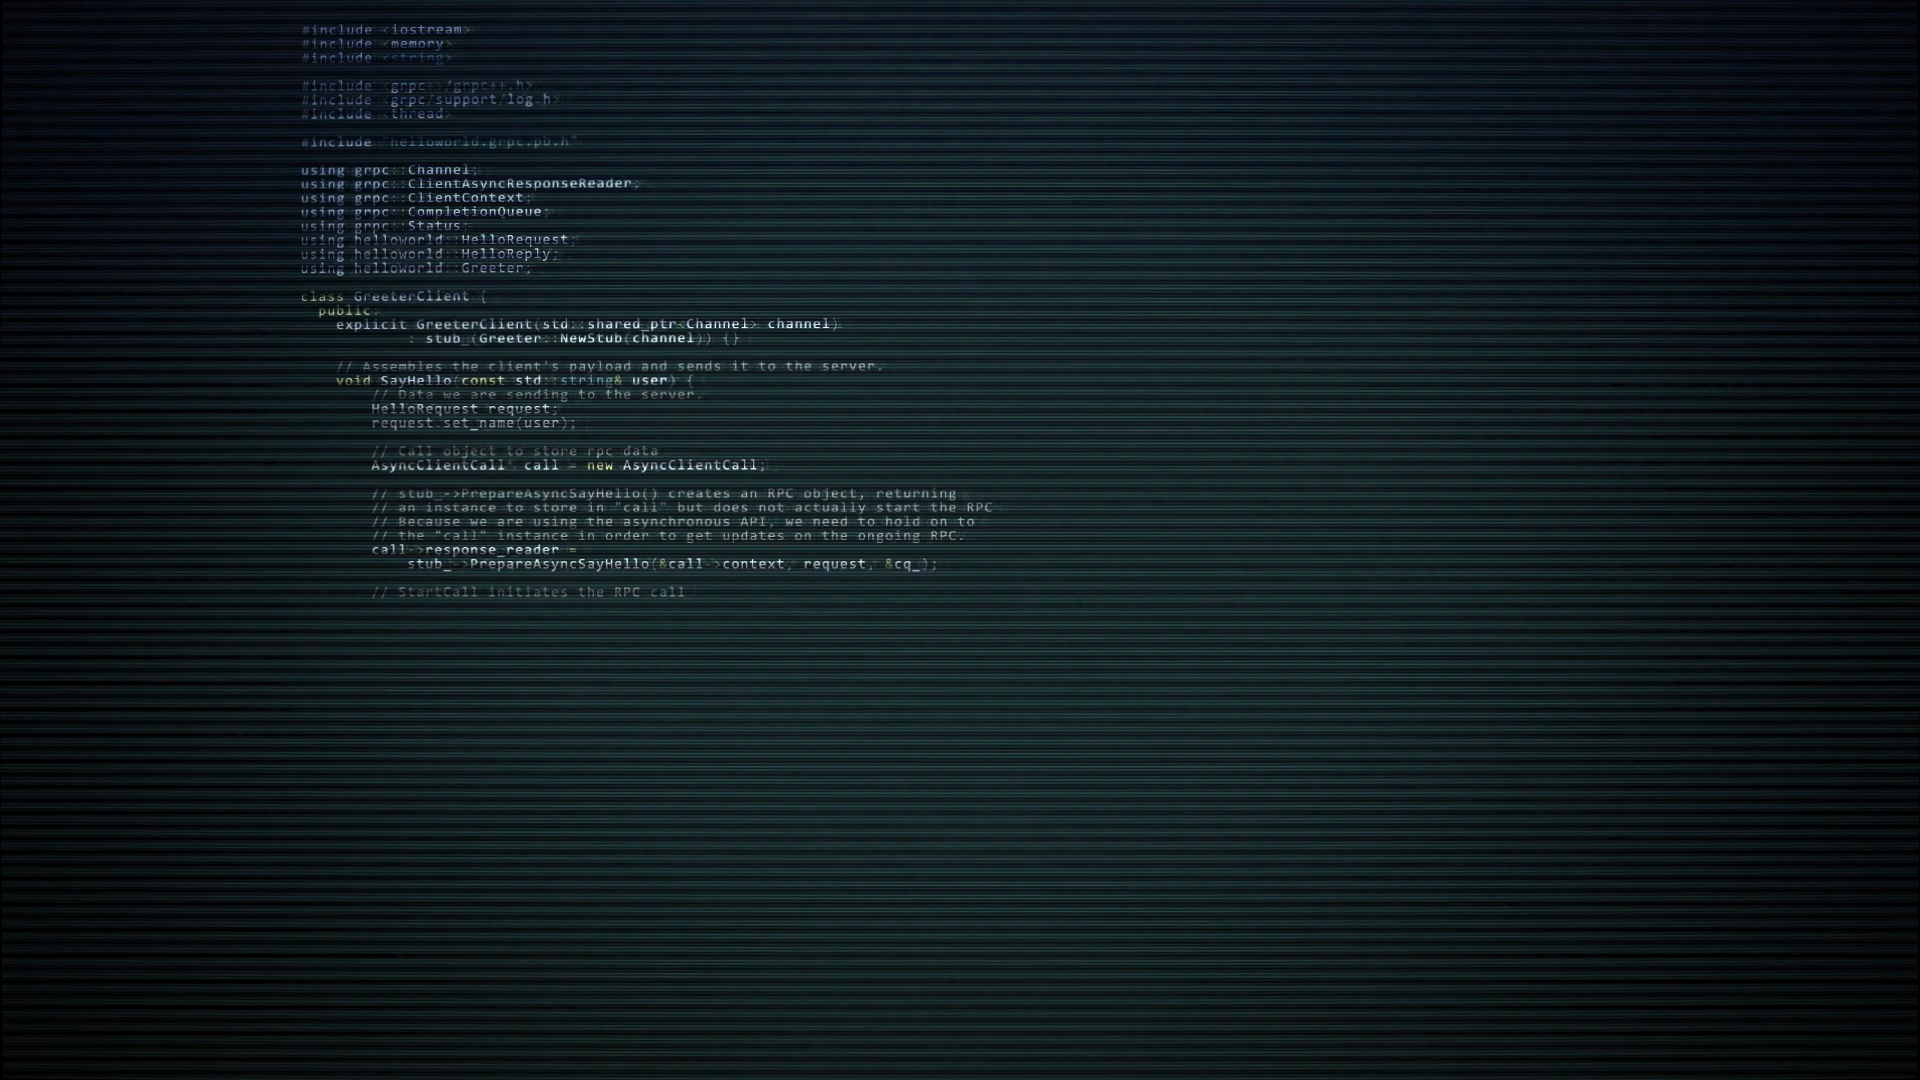 #include <iostream>
#include <memory>
#include <string>
#include <grpc++/grpc++.h>
#include <grpc/support/log.h>
#include <thread>
#include "helloworld.grpc.pb.h"
using grpc::Channel;
using grpc::ClientAsyncResponseReader;
using grpc::ClientContext;
using grpc::CompletionQueue;
using grpc::Status;
using helloworld::HelloRequest;
using helloworld::HelloReply;
using helloworld::Greeter;
class GreeterClient {
public:
explicit GreeterClient(std::shared_ptr<Channel> channel)
: stub_(Greeter::NewStub(channel)) {}
// Assembles the client's payload and sends it to the server.
void SayHello(const std::string& user) {
// Data we are sending to the server.
HelloRequest request;
request.set_name(user);
// Call object to store rpc data
AsyncClientCall* call = new AsyncClientCall;
// stub_->PrepareAsyncSayHello() creates an RPC object, returning
// an instance to store in "call" but does not actually start the RPC
// Because we are using the asynchronous API, we need to hold on to
// the "call" instance in order to get updates on the ongoing RPC.
call->response_reader =
stub_->PrepareAsyncSayHello(&call->context, request, &cq_);
// StartCall initiates the RPC call